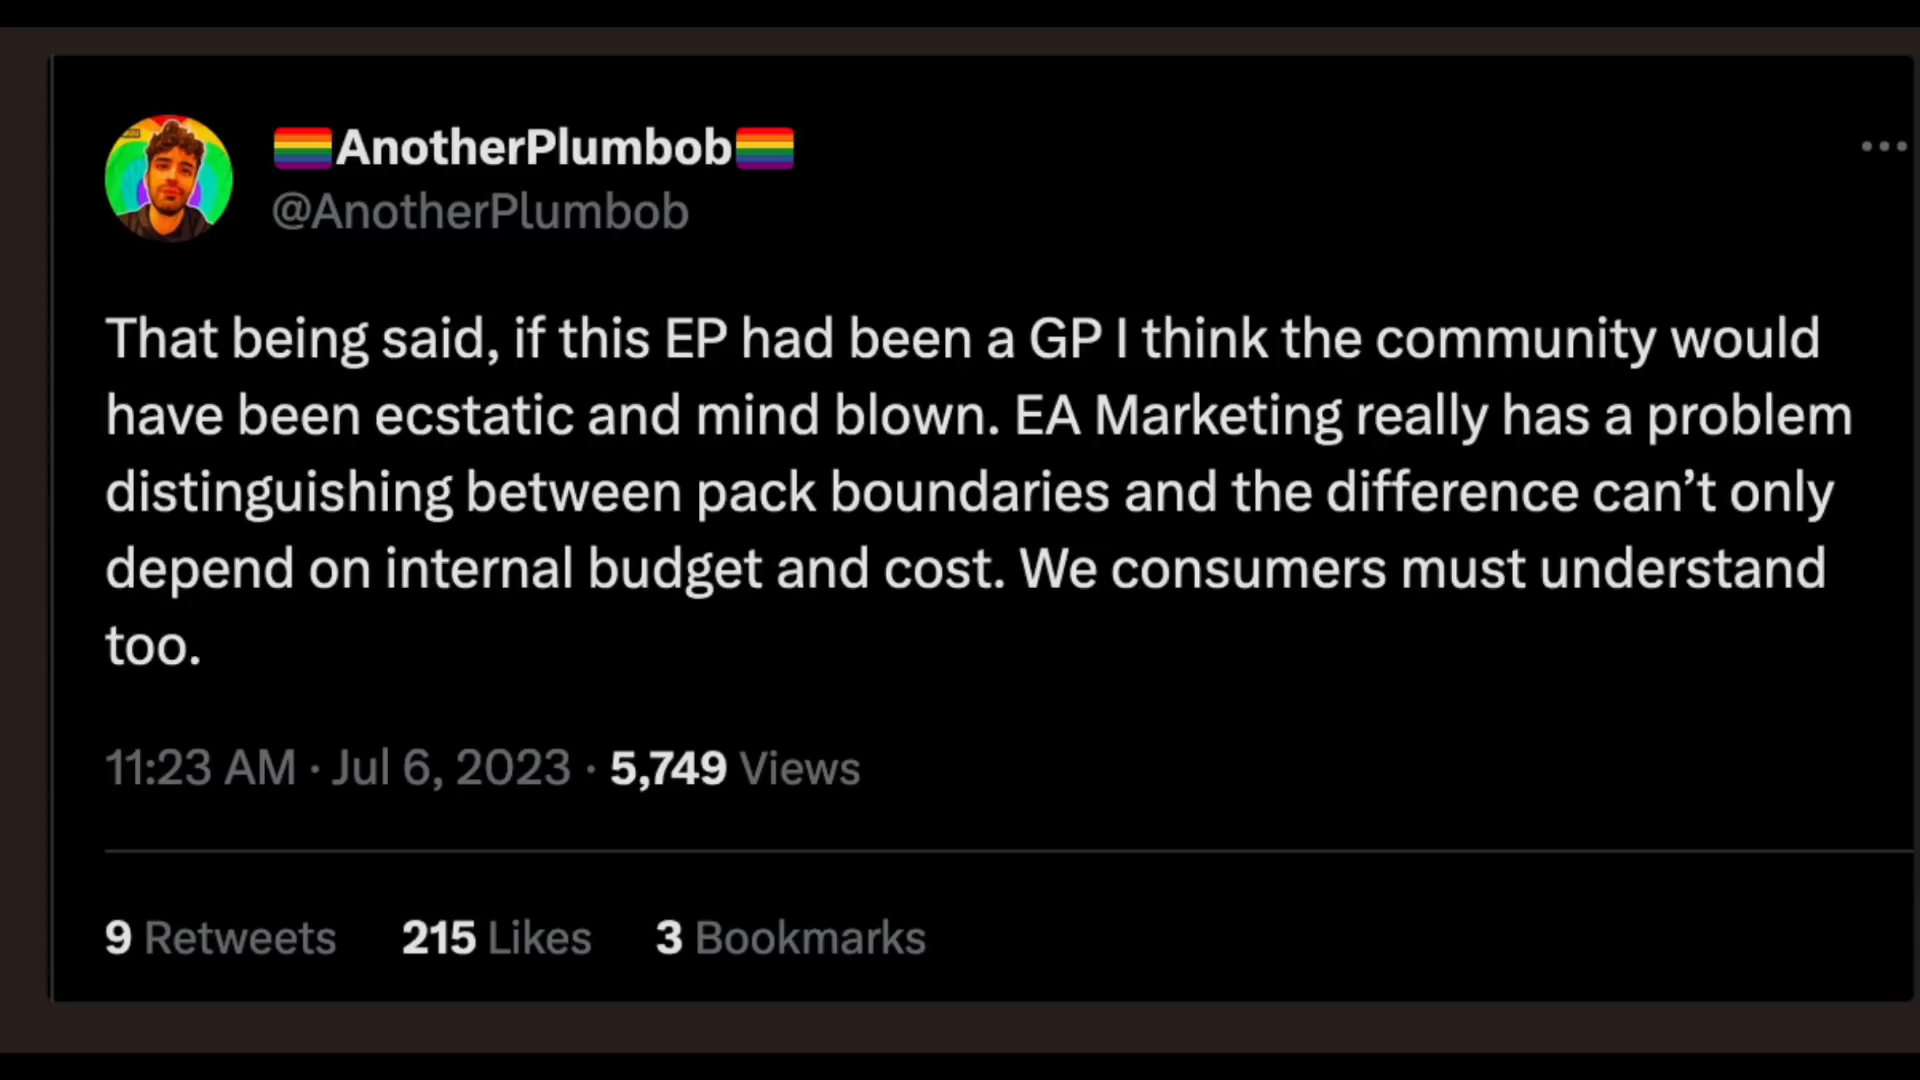 🏳️‍🌈AnotherPlumbob🏳️‍🌈
@AnotherPlumbob
That being said, if this EP had been a GP I think the community would
have been ecstatic and mind blown. EA Marketing really has a problem
distinguishing between pack boundaries and the difference can’t only
depend on internal budget and cost. We consumers must understand
too.
11:23 AM · Jul 6, 2023 · 5,749 Views
9 Retweets 215 Likes 3 Bookmarks